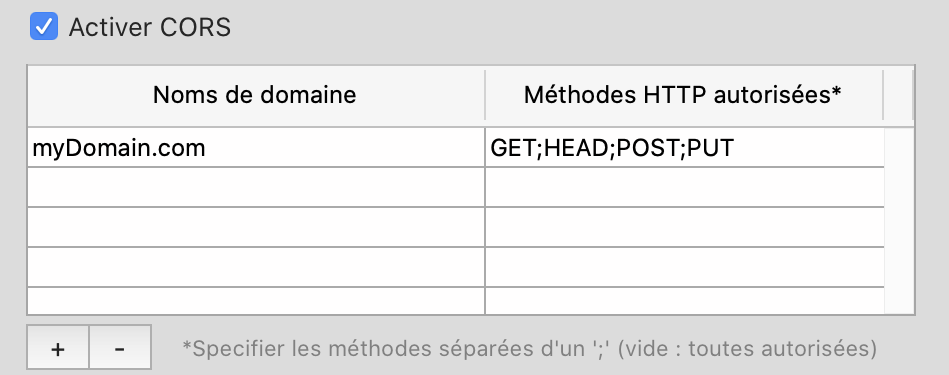 Activer CORS
Noms de domaine Méthodes HTTP autorisées*
myDomain.com GET;HEAD;POST;PUT
+ - *Specifier les méthodes séparées d'un ';' (vide : toutes autorisées)